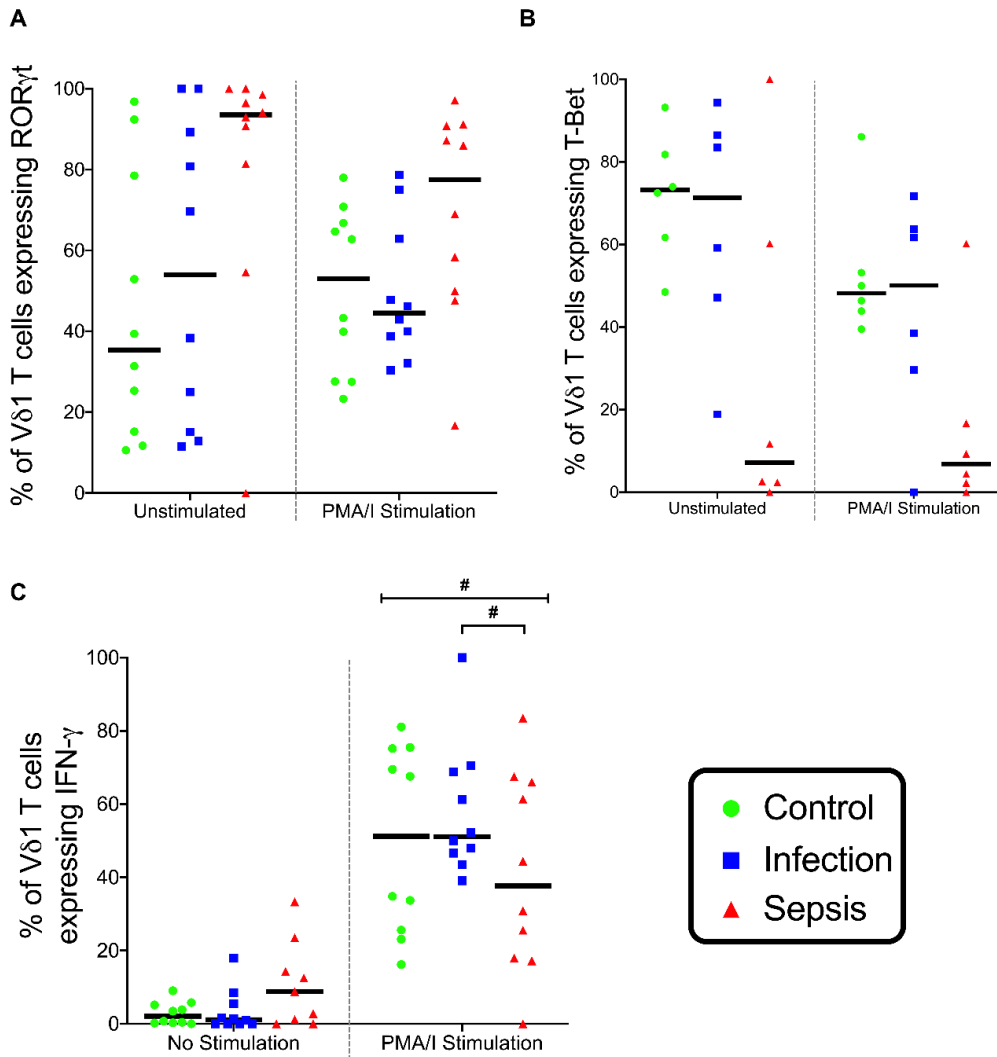 A
% of Vδ1 T cells expressing RORγt
100
80
60
40
20
0
Unstimulated
PMA/I Stimulation
B
% of Vδ1 T cells expressing T-Bet
100
80
60
40
20
0
Unstimulated
PMA/I Stimulation
C
% of Vδ1 T cells
expressing IFN-γ
#
#
100
80
60
40
20
0
No Stimulation
PMA/I Stimulation
Control
Infection
Sepsis